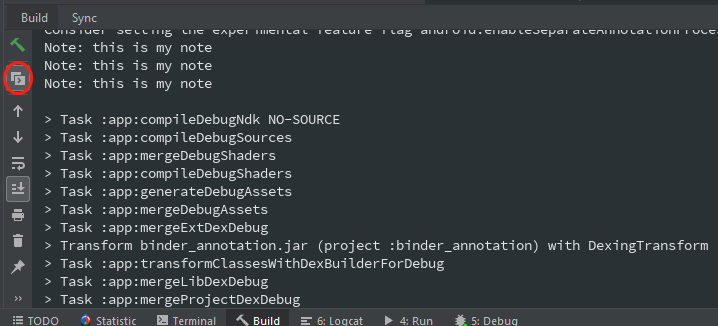 Build Sync
Consider setting the experimental feature flag android.enableSeparateAnnotationProces
Note: this is my note
Note: this is my note
Note: this is my note
> Task :app:compileDebugNdk NO-SOURCE
> Task :app:compileDebugSources
> Task :app:mergeDebugShaders
> Task :app:compileDebugShaders
> Task :app:generateDebugAssets
> Task :app:mergeDebugAssets
> Task :app:mergeExtDexDebug
> Transform binder_annotation.jar (project :binder_annotation) with DexingTransform
> Task :app:transformClassesWithDexBuilderForDebug
> Task :app:mergeLibDexDebug
> Task :app:mergeProjectDexDebug
TODO Statistic Terminal Build 6: Logcat 4: Run 5: Debug